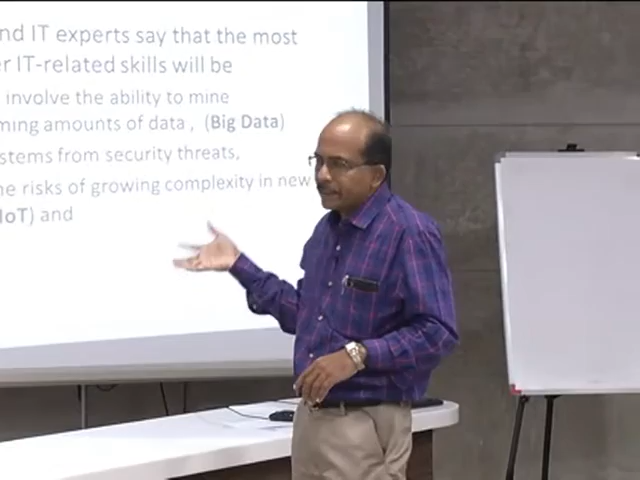 nd IT experts say that the most
r IT-related skills will be
involve the ability to mine
ming amounts of data , (Big Data)
stems from security threats,
he risks of growing complexity in new
IoT) and